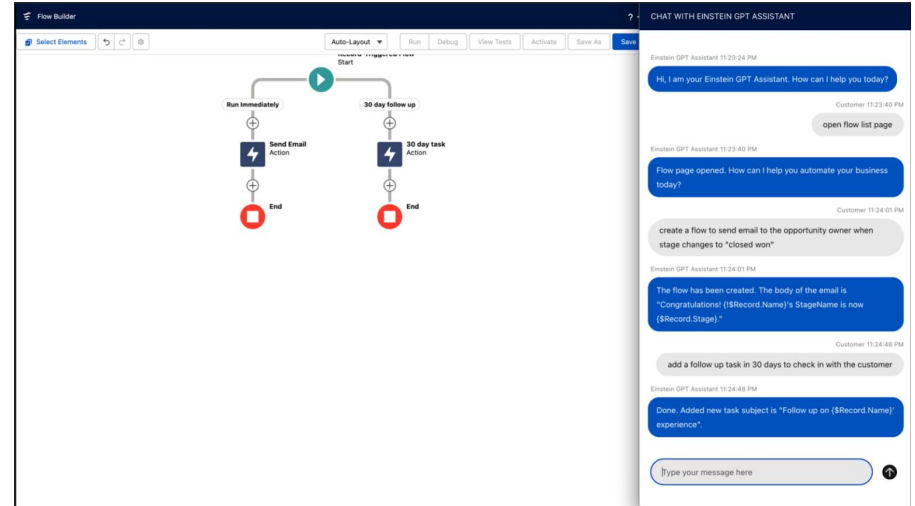 Flow Builder
?
CHAT WITH EINSTEIN GPT ASSISTANT
Select Elements
Auto-Layout
Run
Debug
View Tests
Activate
Save As
Save
Record-Triggered Flow
Start
Run Immediately
30 day follow up
Send Email
Action
30 day task
Action
End
End
Einstein GPT Assistant 11:23:24 PM
Hi, I am your Einstein GPT Assistant. How can I help you today?
Customer 11:23:40 PM
open flow list page
Einstein GPT Assistant 11:23:40 PM
Flow page opened. How can I help you automate your business
today?
Customer 11:24:01 PM
create a flow to send email to the opportunity owner when
stage changes to "closed won"
Einstein GPT Assistant 11:24:01 PM
The flow has been created. The body of the email is
"Congratulations! {!$Record.Name}'s StageName is now
{$Record.Stage}."
Customer 11:24:48 PM
add a follow up task in 30 days to check in with the customer
Einstein GPT Assistant 11:24:48 PM
Done. Added new task subject is "Follow up on {$Record.Name}'
experience".
Type your message here